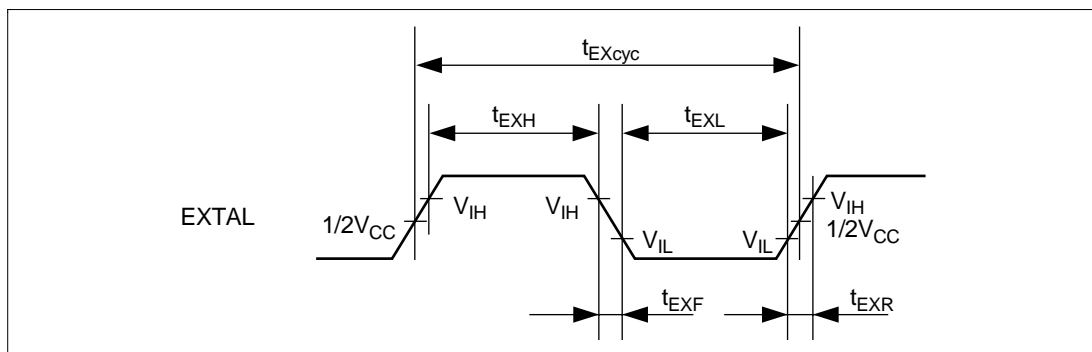 tEXcyc
tEXH tEXL
EXTAL 1/2VCC VIH VIH VIL VIL VIH 1/2VCC
tEXF tEXR